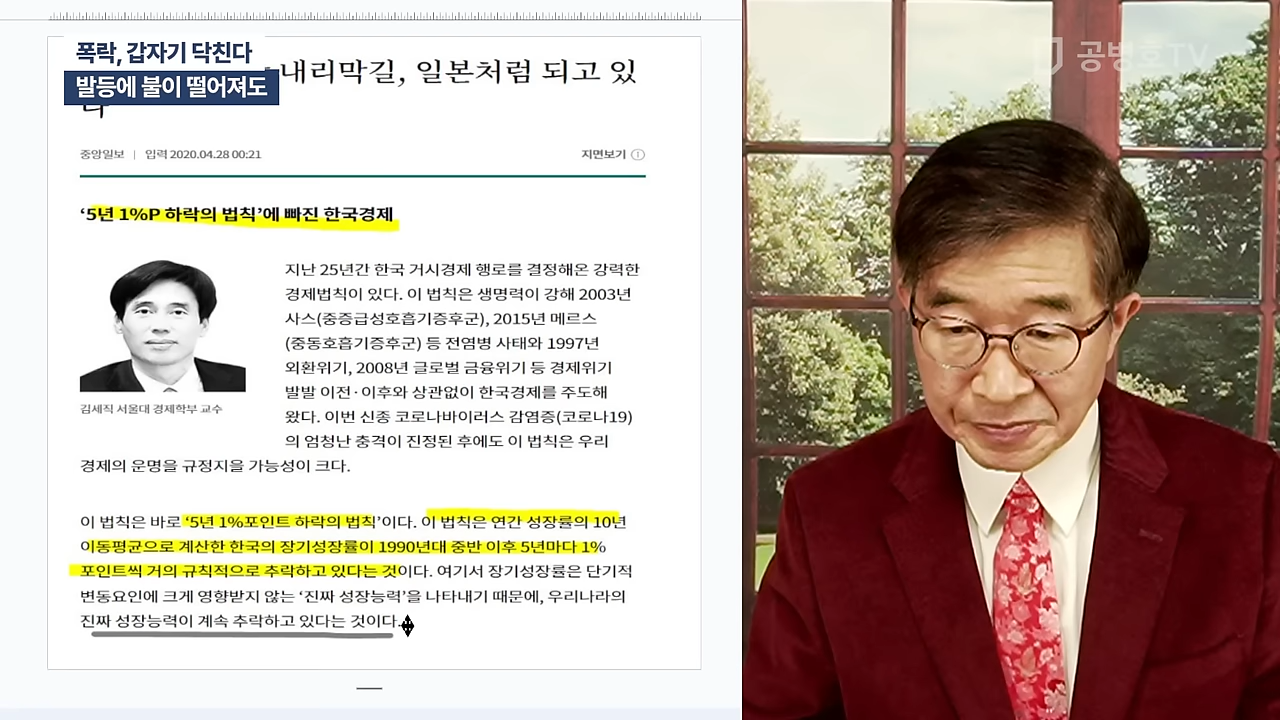 폭락, 갑자기 닥친다
발등에 불이 떨어져도
내리막길, 일본처럼 되고 있
다
중앙일보 | 입력 2020.04.28 00:21
지면보기 ①
‘5년 1%P 하락의 법칙’에 빠진 한국경제
지난 25년간 한국 거시경제 행로를 결정해온 강력한
경제법칙이 있다. 이 법칙은 생명력이 강해 2003년
사스(중증급성호흡기증후군), 2015년 메르스
(중동호흡기증후군) 등 전염병 사태와 1997년
외환위기, 2008년 글로벌 금융위기 등 경제위기
발발 이전·이후와 상관없이 한국경제를 주도해
왔다. 이번 신종 코로나바이러스 감염증(코로나19)
의 엄청난 충격이 진정된 후에도 이 법칙은 우리
경제의 운명을 규정지을 가능성이 크다.
김세직 서울대 경제학부 교수
이 법칙은 바로 ‘5년 1%포인트 하락의 법칙’이다. 이 법칙은 연간 성장률의 10년
이동평균으로 계산한 한국의 장기성장률이 1990년대 중반 이후 5년마다 1%
포인트씩 거의 규칙적으로 추락하고 있다는 것이다. 여기서 장기성장률은 단기적
변동요인에 크게 영향받지 않는 ‘진짜 성장능력’을 나타내기 때문에, 우리나라의
진짜 성장능력이 계속 추락하고 있다는 것이다.
공병호TV